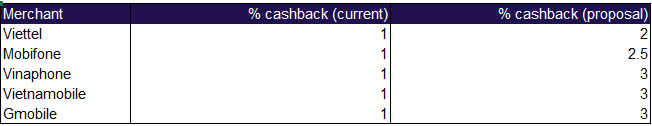 Merchant % cashback (current) % cashback (proposal)
Viettel 1 2
Mobifone 1 2.5
Vinaphone 1 3
Vietnamobile 1 3
Gmobile 1 3